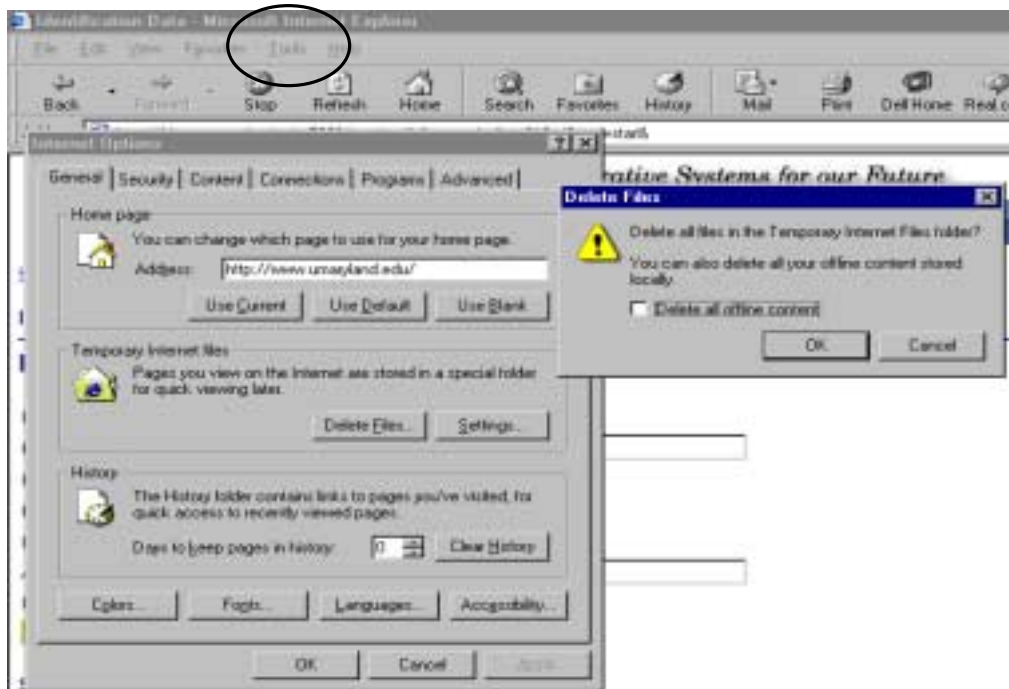 Identification Data - Microsoft Internet Explorer
File Edit View Favorites Tools Help
Back Forward Stop Refresh Home Search Favorites History Mail Print Dell Home
Internet Options
General Security Content Connections Programs Advanced
Home page
You can change which page to use for your home page.
Address: http://www.umaryland.edu/
Use Current Use Default Use Blank
Temporary Internet files
Pages you view on the Internet are stored in a special folder
for quick viewing later.
Delete Files... Settings...
History
The History folder contains links to pages you've visited, for
quick access to recently viewed pages.
Days to keep pages in history: 0 Clear History
Colors... Fonts... Languages... Accessibility...
OK Cancel Apply
Systems for our Future
Delete Files
Delete all files in the Temporary Internet Files folder?
You can also delete all your offline content stored
locally.
Delete all offline content
OK Cancel